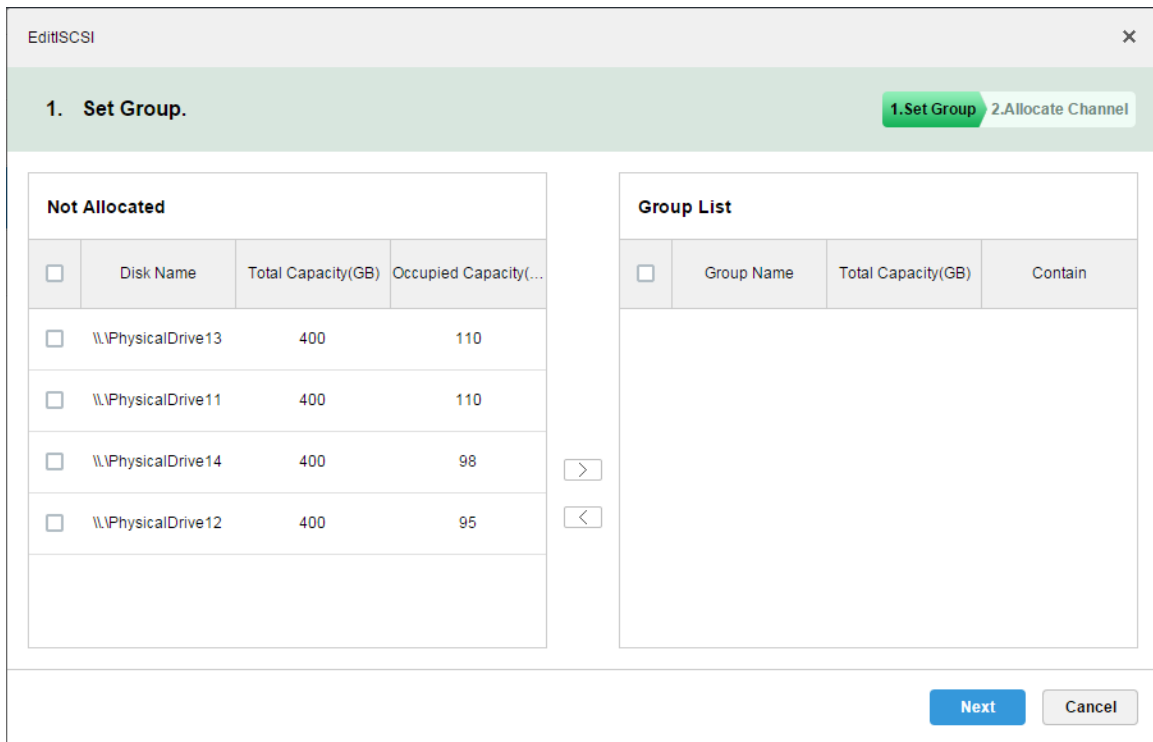 EditISCSI
1. Set Group.
1.Set Group 2.Allocate Channel
Not Allocated
Disk Name Total Capacity(GB) Occupied Capacity(...
\\.\PhysicalDrive13 400 110
\\.\PhysicalDrive11 400 110
\\.\PhysicalDrive14 400 98
\\.\PhysicalDrive12 400 95
Group List
Group Name Total Capacity(GB) Contain
Next Cancel